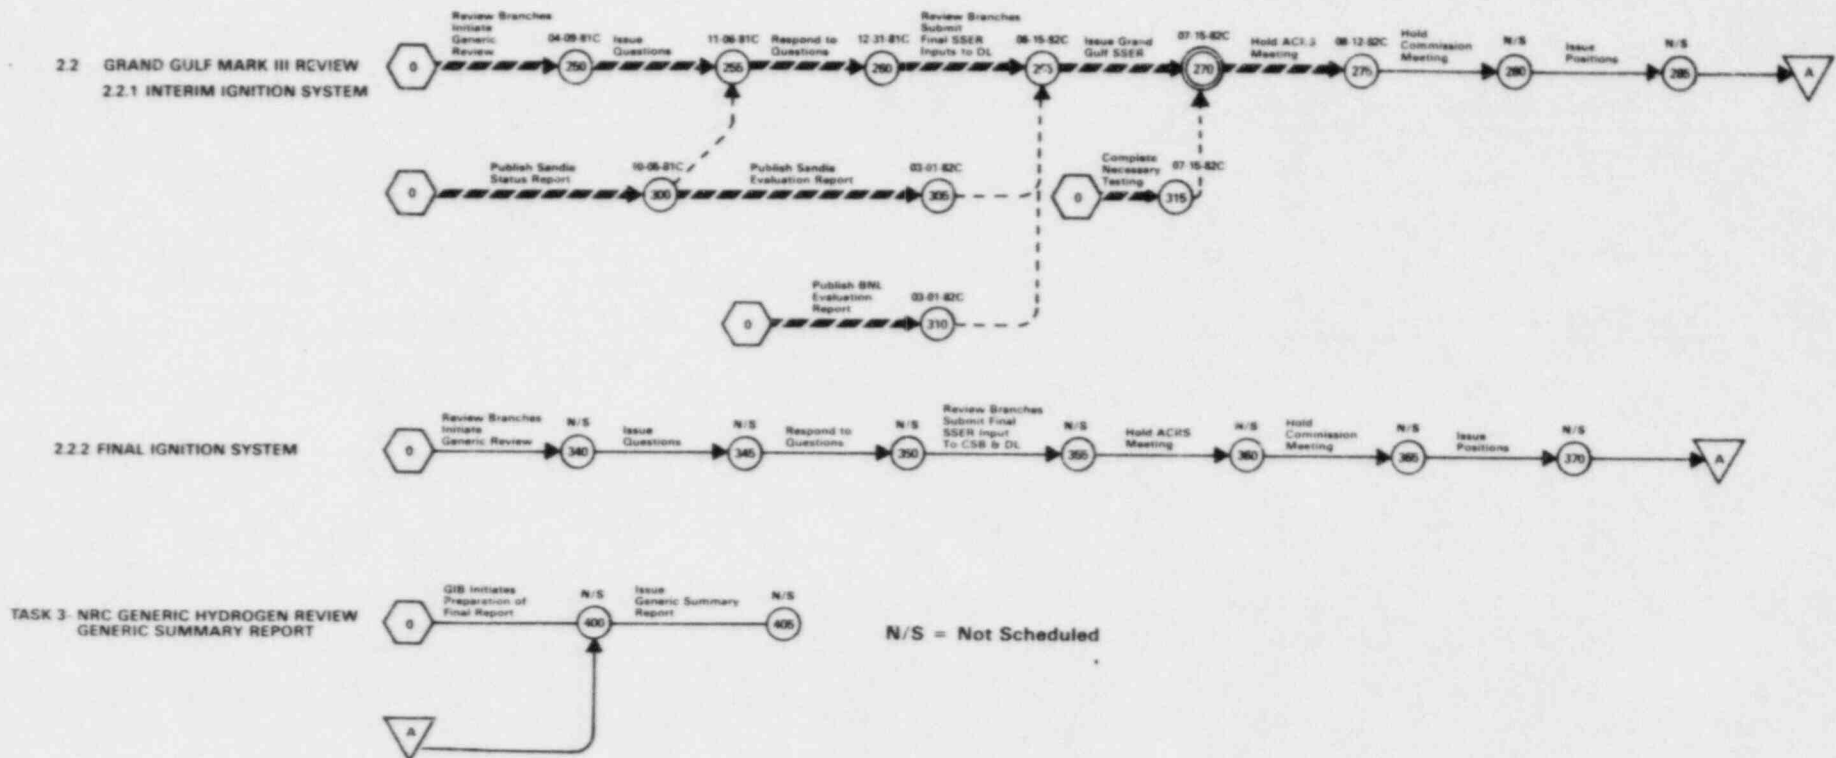 2.2 GRAND GULF MARK III REVIEW
2.2.1 INTERIM IGNITION SYSTEM
0
Review Branches
Initiate
Generic
Review
04-09-81C
250
Issue
Questions
11-06-81C
255
Respond to
Questions
12-31-81C
260
Review Branches
Submit
Final SSER
Inputs to DL
Issue Grand
Gulf SSER
07-15-82C
270
Hold ACRS
Meeting
08-12-82C
275
Hold
Commission
Meeting
N/S
280
Issue
Positions
N/S
285
A
0
Publish Sandia
Status Report
10-06-81C
300
Publish Sandia
Evaluation Report
03-01-82C
305
0
Complete
Necessary
Testing
07-15-82C
315
0
Publish BNL
Evaluation
Report
03-01-82C
310
2.2.2 FINAL IGNITION SYSTEM
0
Review Branches
Initiate
Generic Review
N/S
340
Issue
Questions
N/S
345
Respond to
Questions
N/S
350
Review Branches
Submit Final
SSER Input
To CSB & DL
N/S
355
Hold ACRS
Meeting
N/S
360
Hold
Commission
Meeting
N/S
365
Issue
Positions
N/S
370
A
TASK 3- NRC GENERIC HYDROGEN REVIEW
GENERIC SUMMARY REPORT
0
GIB Initiates
Preparation of
Final Report
N/S
400
Issue
Generic Summary
Report
N/S
405
N/S = Not Scheduled
A